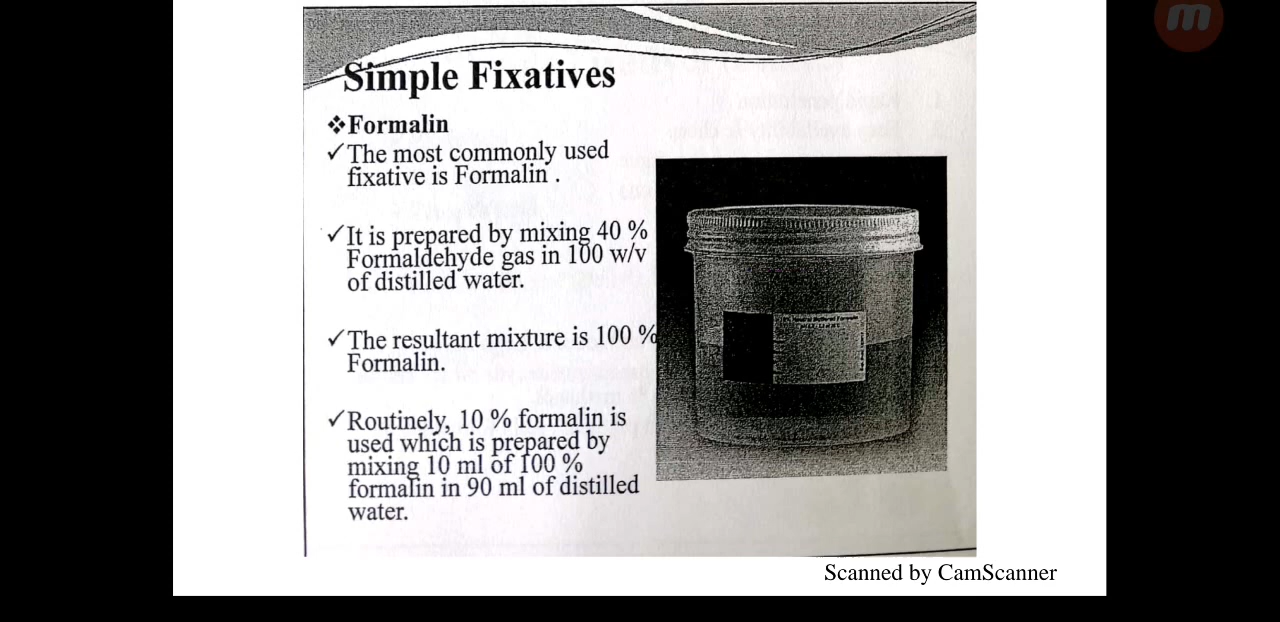 Simple Fixatives
❖Formalin
✓The most commonly used
fixative is Formalin .
✓It is prepared by mixing 40 %
Formaldehyde gas in 100 w/v
of distilled water.
✓The resultant mixture is 100 %
Formalin.
✓Routinely, 10 % formalin is
used which is prepared by
mixing 10 ml of 100 %
formalin in 90 ml of distilled
water.
Scanned by CamScanner